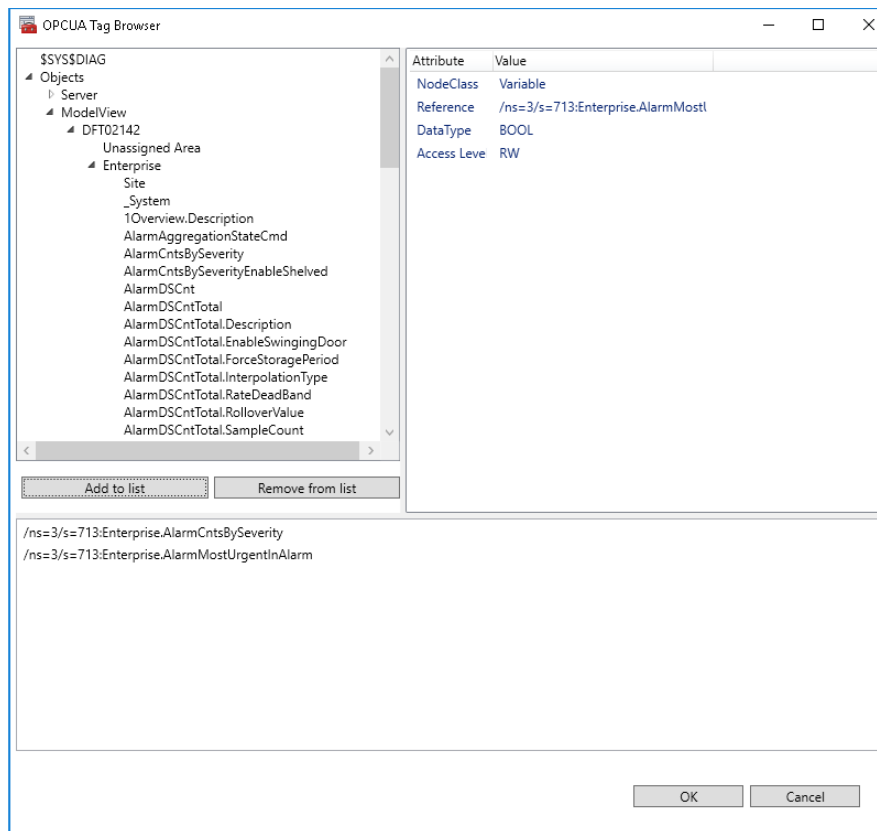 OPCUA Tag Browser
$SYS$DIAG
Objects
Server
ModelView
DFT02142
Unassigned Area
Enterprise
Site
_System
1Overview.Description
AlarmAggregationStateCmd
AlarmCntsBySeverity
AlarmCntsBySeverityEnableShelved
AlarmDSCnt
AlarmDSCntTotal
AlarmDSCntTotal.Description
AlarmDSCntTotal.EnableSwingingDoor
AlarmDSCntTotal.ForceStoragePeriod
AlarmDSCntTotal.InterpolationType
AlarmDSCntTotal.RateDeadBand
AlarmDSCntTotal.RolloverValue
AlarmDSCntTotal.SampleCount
Attribute Value
NodeClass Variable
Reference /ns=3/s=713:Enterprise.AlarmMost
DataType BOOL
Access Leve RW
Add to list Remove from list
/ns=3/s=713:Enterprise.AlarmCntsBySeverity
/ns=3/s=713:Enterprise.AlarmMostUrgentInAlarm
OK Cancel